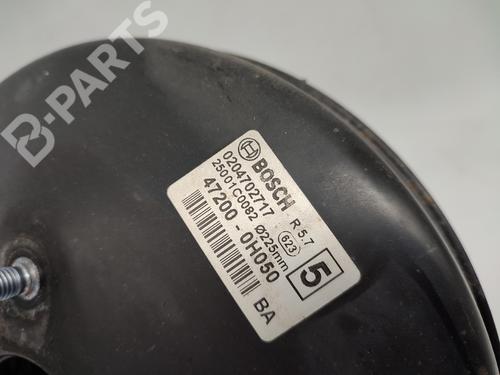 BOSCH
R 5.7
0204702717
623
25001C0082 Ø225mm
5
47200 - 0H050
BA
B-PARTS